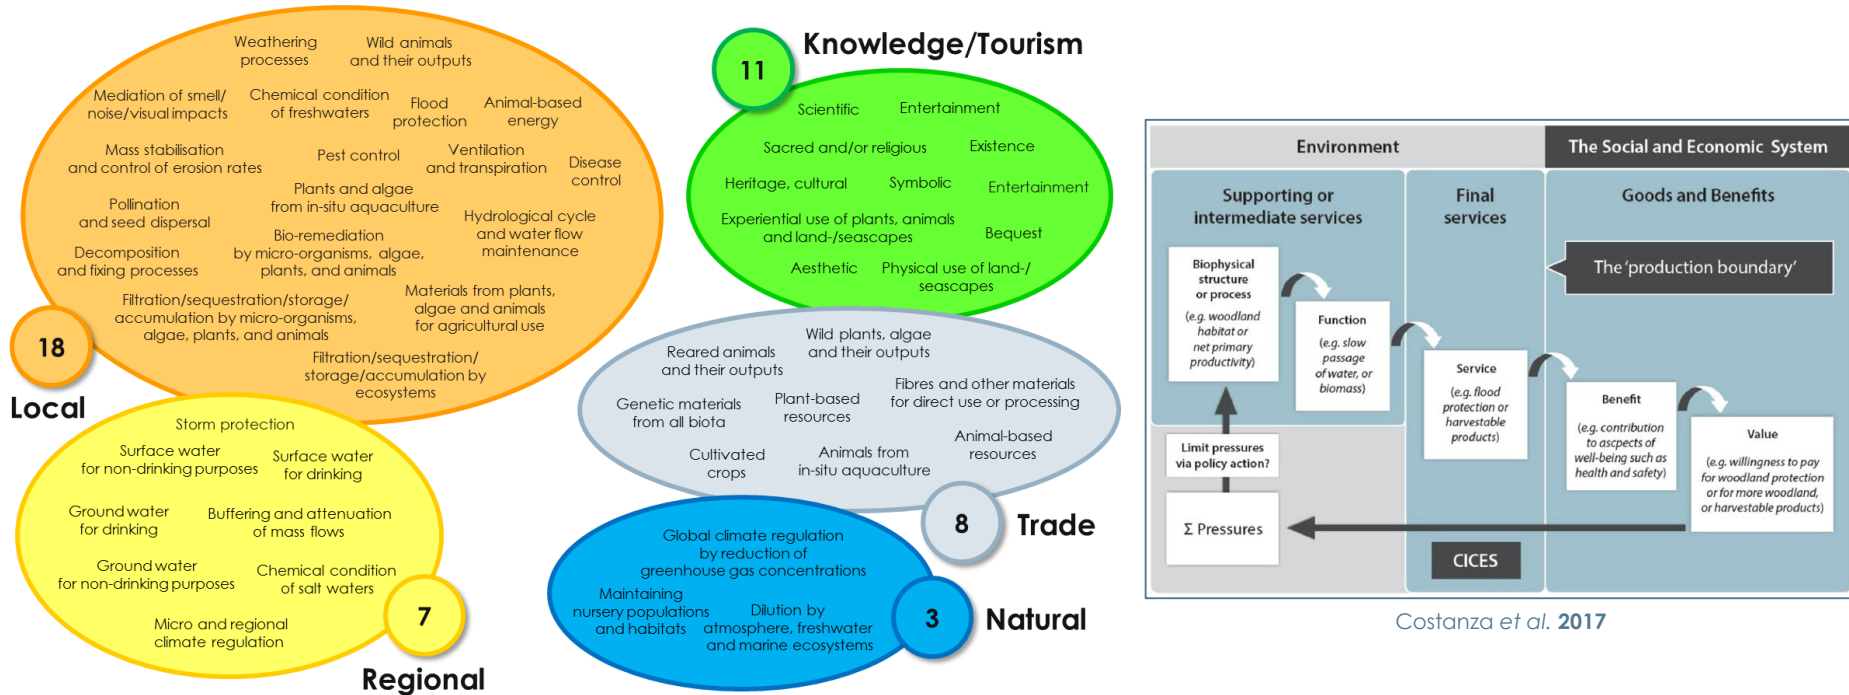 Weathering
processes
Wild animals
and their outputs
Mediation of smell/
noise/visual impacts
Chemical condition
of freshwaters
Flood
protection
Animal-based
energy
Mass stabilisation
and control of erosion rates
Pest control
Ventilation
and transpiration
Disease
control
Pollination
and seed dispersal
Plants and algae
from in-situ aquaculture
Hydrological cycle
and water flow
maintenance
Decomposition
and fixing processes
Bio-remediation
by micro-organisms, algae,
plants, and animals
Filtration/sequestration/storage/
accumulation by micro-organisms,
algae, plants, and animals
Materials from plants,
algae and animals
for agricultural use
Filtration/sequestration/
storage/accumulation by
ecosystems
18
Local
Storm protection
Surface water
for non-drinking purposes
Surface water
for drinking
Ground water
for drinking
Buffering and attenuation
of mass flows
Ground water
for non-drinking purposes
Chemical condition
of salt waters
Micro and regional
climate regulation
7
Regional
Knowledge/Tourism
11
Scientific
Entertainment
Sacred and/or religious
Existence
Heritage, cultural
Symbolic
Entertainment
Experiential use of plants, animals
and land-/seascapes
Bequest
Aesthetic
Physical use of land-/
seascapes
Wild plants, algae
and their outputs
Reared animals
and their outputs
Fibres and other materials
for direct use or processing
Genetic materials
from all biota
Plant-based
resources
Animal-based
resources
Cultivated
crops
Animals from
in-situ aquaculture
8
Trade
Global climate regulation
by reduction of
greenhouse gas concentrations
Maintaining
nursery populations
and habitats
Dilution by
atmosphere, freshwater
and marine ecosystems
3
Natural
Environment
The Social and Economic System
Supporting or
intermediate services
Final
services
Goods and Benefits
The 'production boundary'
Biophysical
structure
or process
(e.g. woodland
habitat or
net primary
productivity)
Function
(e.g. slow
passage
of water, or
biomass)
Service
(e.g. flood
protection or
harvestable
products)
Benefit
(e.g. contribution
to ascpects of
well-being such as
health and safety)
Value
(e.g. willingness to pay
for woodland protection
or for more woodland,
or harvestable products)
Limit pressures
via policy action?
Σ Pressures
CICES
Costanza et al. 2017